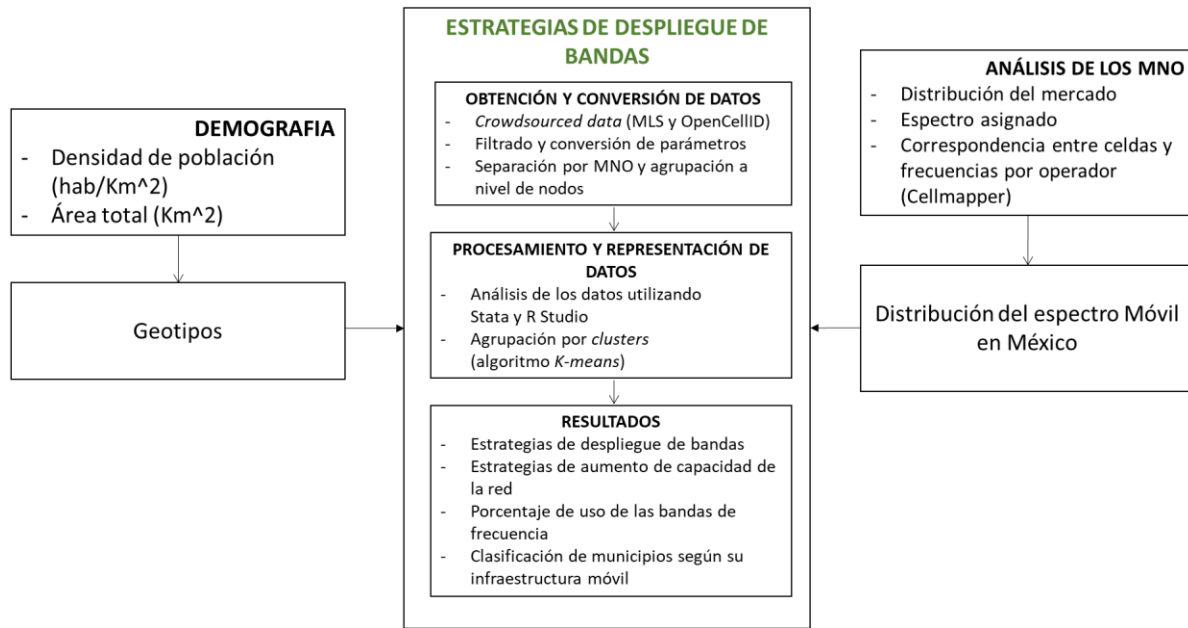 DEMOGRAFIA
- Densidad de población
(hab/Km^2)
- Área total (Km^2)
Geotipos
ESTRATEGIAS DE DESPLIEGUE DE
BANDAS
OBTENCIÓN Y CONVERSIÓN DE DATOS
- Crowdsourced data (MLS y OpenCellID)
- Filtrado y conversión de parámetros
- Separación por MNO y agrupación a
nivel de nodos
PROCESAMIENTO Y REPRESENTACIÓN DE
DATOS
- Análisis de los datos utilizando
Stata y R Studio
- Agrupación por clusters
(algoritmo K-means)
RESULTADOS
- Estrategias de despliegue de bandas
- Estrategias de aumento de capacidad de
la red
- Porcentaje de uso de las bandas de
frecuencia
- Clasificación de municipios según su
infraestructura móvil
ANÁLISIS DE LOS MNO
- Distribución del mercado
- Espectro asignado
- Correspondencia entre celdas y
frecuencias por operador
(Cellmapper)
Distribución del espectro Móvil
en México